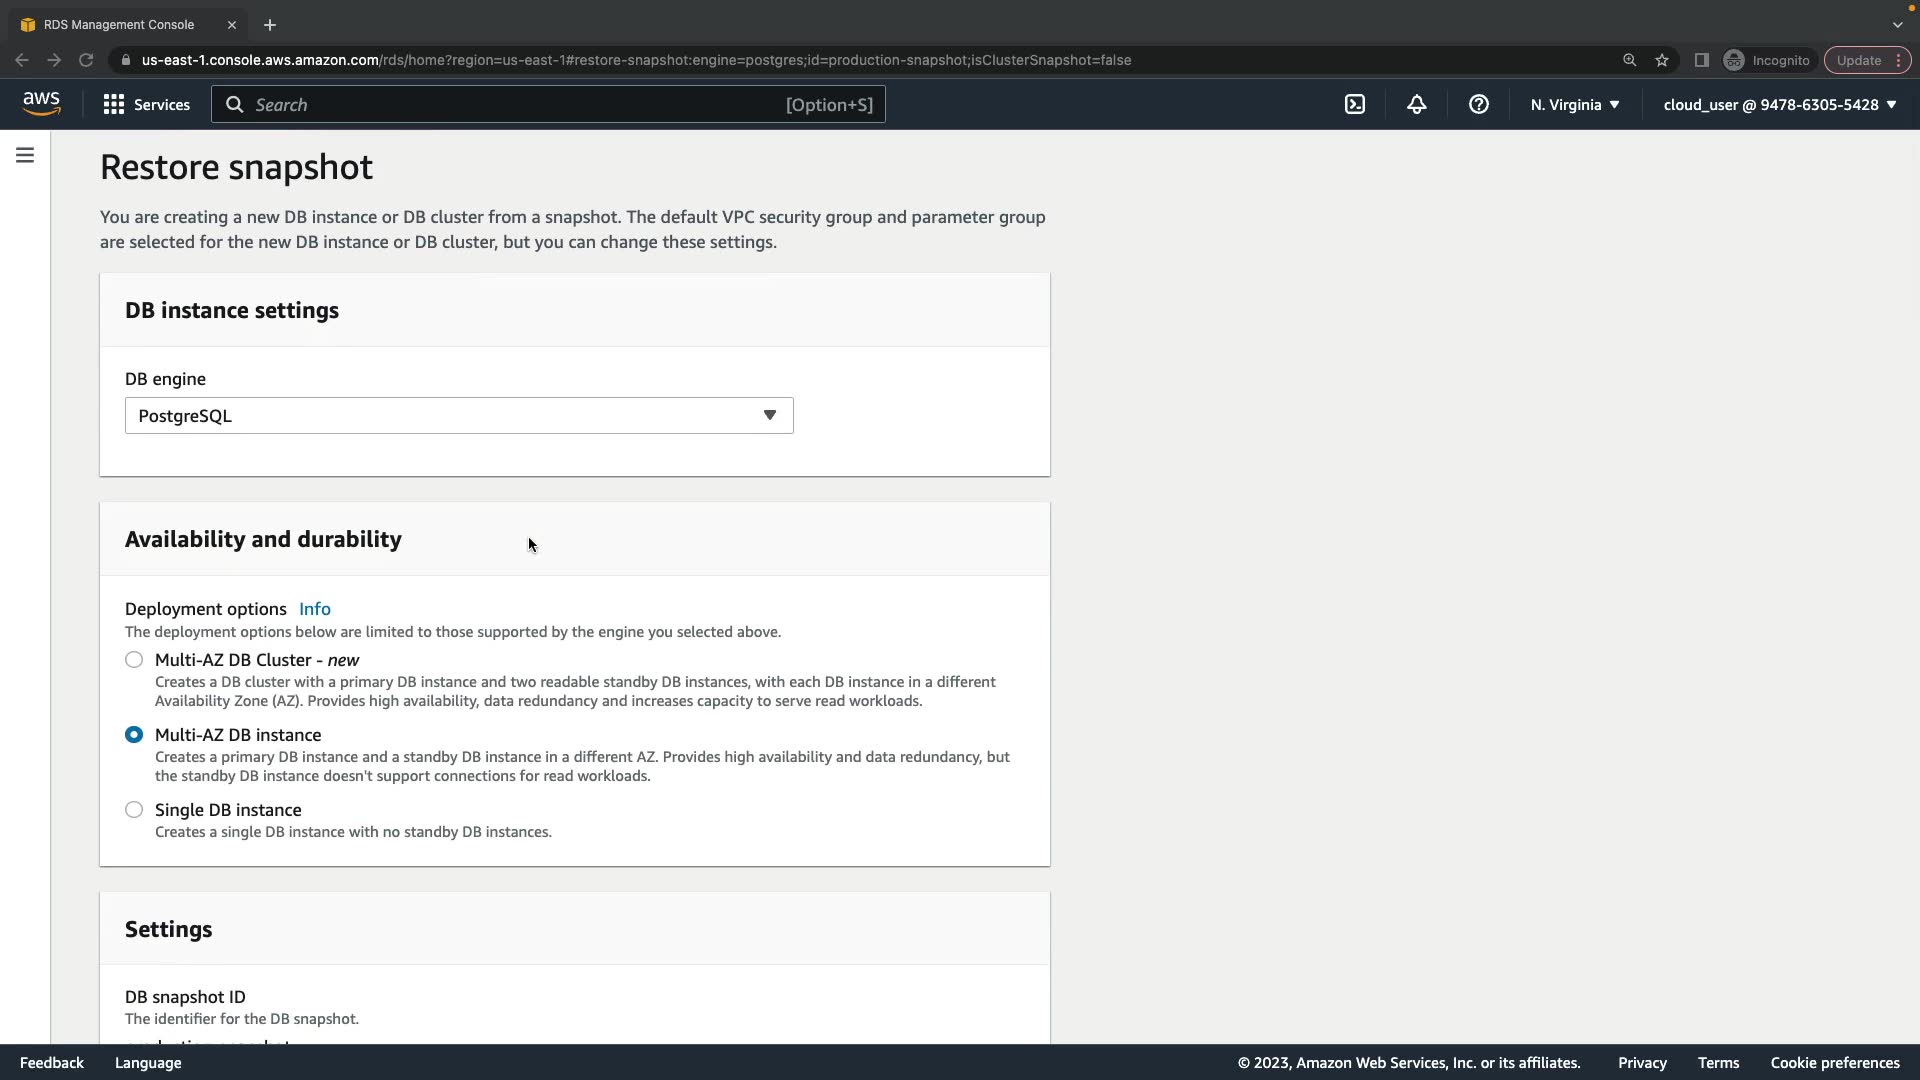 RDS Management Console
us-east-1.console.aws.amazon.com/rds/home?region=us-east-1#restore-snapshot:engine=postgres;id=production-snapshot;isClusterSnapshot=false
Incognito
Update
aws
Services
Search
[Option+S]
N. Virginia
cloud_user @ 9478-6305-5428
Restore snapshot
You are creating a new DB instance or DB cluster from a snapshot. The default VPC security group and parameter group
are selected for the new DB instance or DB cluster, but you can change these settings.
DB instance settings
DB engine
PostgreSQL
Availability and durability
Deployment options Info
The deployment options below are limited to those supported by the engine you selected above.
Multi-AZ DB Cluster - new
Creates a DB cluster with a primary DB instance and two readable standby DB instances, with each DB instance in a different
Availability Zone (AZ). Provides high availability, data redundancy and increases capacity to serve read workloads.
Multi-AZ DB instance
Creates a primary DB instance and a standby DB instance in a different AZ. Provides high availability and data redundancy, but
the standby DB instance doesn't support connections for read workloads.
Single DB instance
Creates a single DB instance with no standby DB instances.
Settings
DB snapshot ID
The identifier for the DB snapshot.
Feedback
Language
© 2023, Amazon Web Services, Inc. or its affiliates.
Privacy
Terms
Cookie preferences